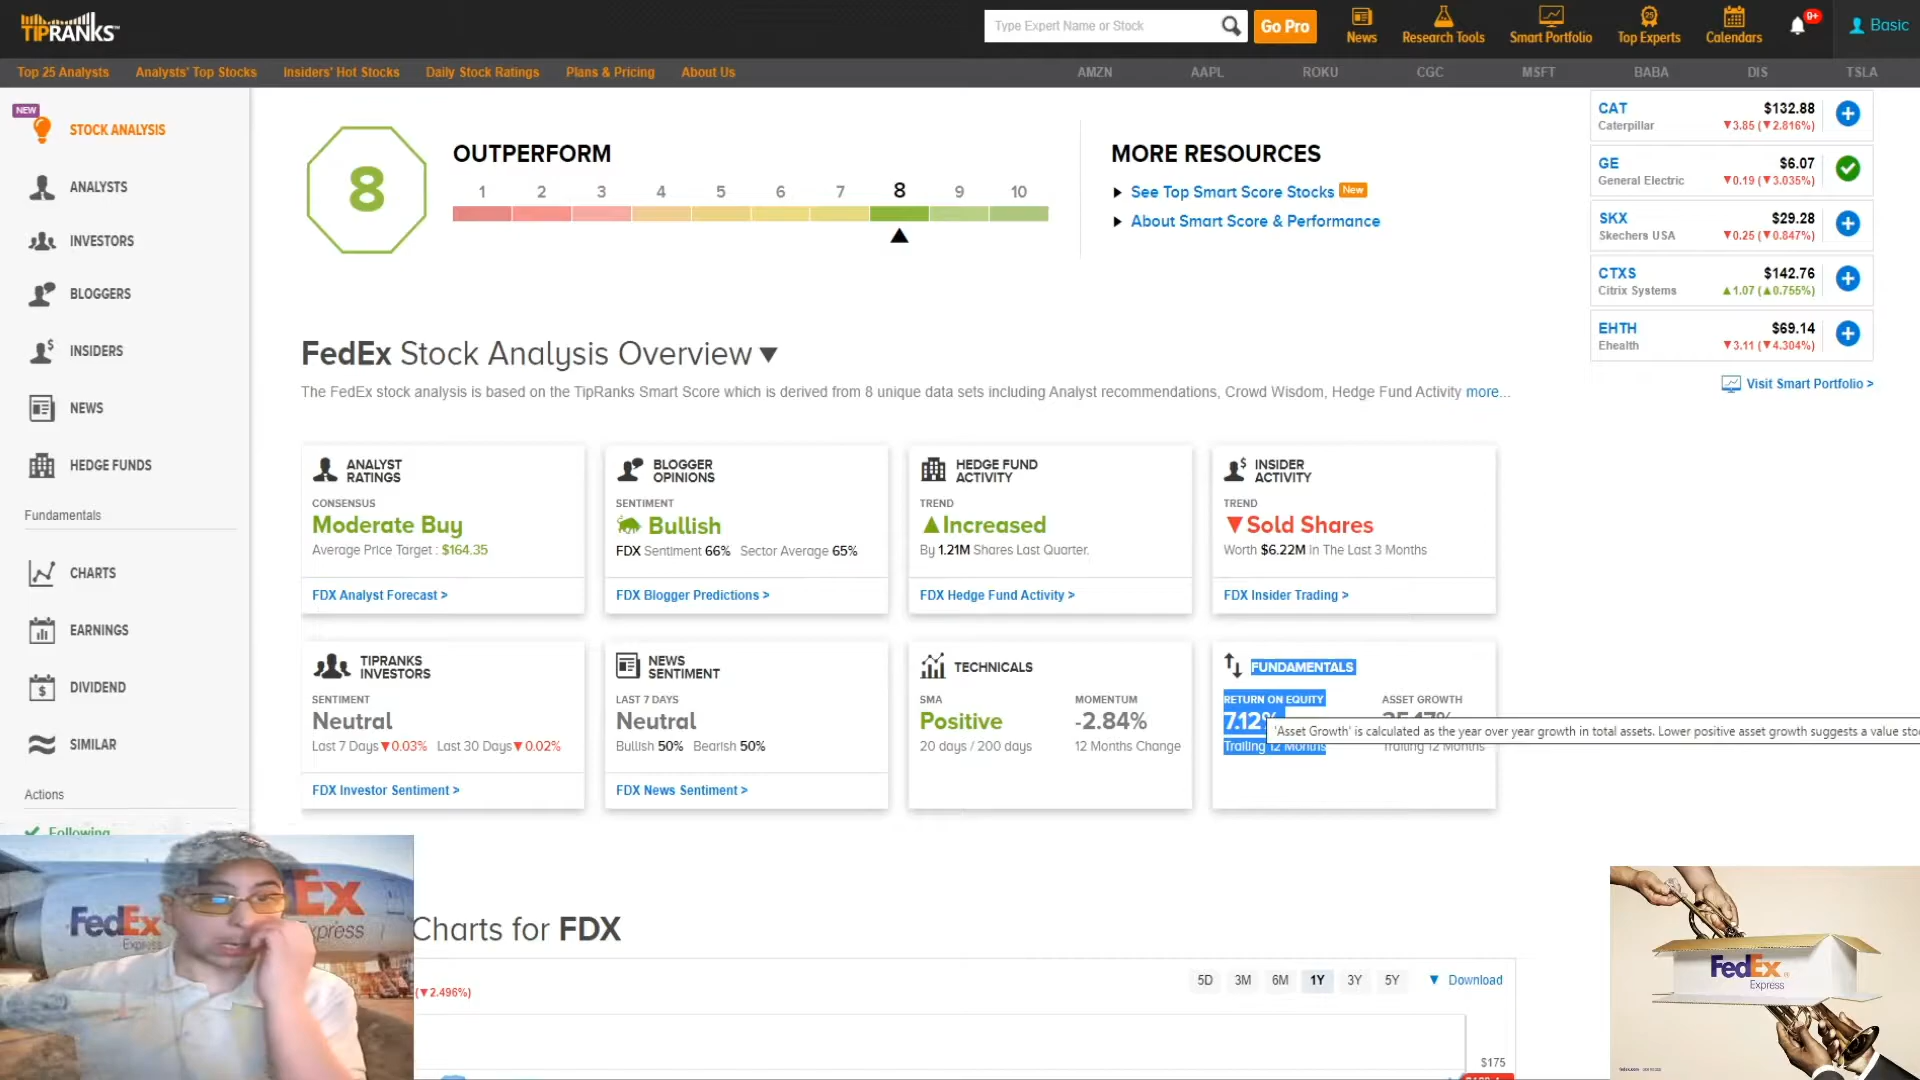 TIPRANKS™
Type Expert Name or Stock
Go Pro
News
Research Tools
Smart Portfolio
25
Top Experts
Calendars
9+
Basic
Top 25 Analysts
Analysts' Top Stocks
Insiders' Hot Stocks
Daily Stock Ratings
Plans & Pricing
About Us
AMZN
AAPL
ROKU
CGC
MSFT
BABA
DIS
TSLA
NEW
STOCK ANALYSIS
ANALYSTS
INVESTORS
BLOGGERS
INSIDERS
NEWS
HEDGE FUNDS
Fundamentals
CHARTS
EARNINGS
DIVIDEND
SIMILAR
Actions
Following
8
OUTPERFORM
1 2 3 4 5 6 7 8 9 10
MORE RESOURCES
See Top Smart Score Stocks New
About Smart Score & Performance
CAT $132.88
Caterpillar ▼3.85 (▼2.816%)
GE $6.07
General Electric ▼0.19 (▼3.035%)
SKX $29.28
Skechers USA ▼0.25 (▼0.847%)
CTXS $142.76
Citrix Systems ▲1.07 (▲0.755%)
EHTH $69.14
Ehealth ▼3.11 (▼4.304%)
Visit Smart Portfolio >
FedEx Stock Analysis Overview ▼
The FedEx stock analysis is based on the TipRanks Smart Score which is derived from 8 unique data sets including Analyst recommendations, Crowd Wisdom, Hedge Fund Activity more...
ANALYST
RATINGS
CONSENSUS
Moderate Buy
Average Price Target : $164.35
FDX Analyst Forecast >
BLOGGER
OPINIONS
SENTIMENT
Bullish
FDX Sentiment 66% Sector Average 65%
FDX Blogger Predictions >
HEDGE FUND
ACTIVITY
TREND
▲Increased
By 1.21M Shares Last Quarter.
FDX Hedge Fund Activity >
INSIDER
ACTIVITY
TREND
▼Sold Shares
Worth $6.22M in The Last 3 Months
FDX Insider Trading >
TIPRANKS
INVESTORS
SENTIMENT
Neutral
Last 7 Days ▼0.03% Last 30 Days ▼0.02%
FDX Investor Sentiment >
NEWS
SENTIMENT
LAST 7 DAYS
Neutral
Bullish 50% Bearish 50%
FDX News Sentiment >
TECHNICALS
SMA MOMENTUM
Positive -2.84%
20 days / 200 days 12 Months Change
FUNDAMENTALS
RETURN ON EQUITY ASSET GROWTH
7.12%
'Asset Growth' is calculated as the year over year growth in total assets. Lower positive asset growth suggests a value
Trailing 12 Months Trailing 12 Months
Charts for FDX
(▼2.496%)
5D 3M 6M 1Y 3Y 5Y ▼ Download
$175
FedEx
Express
Ex
xpress
FedEx
Express